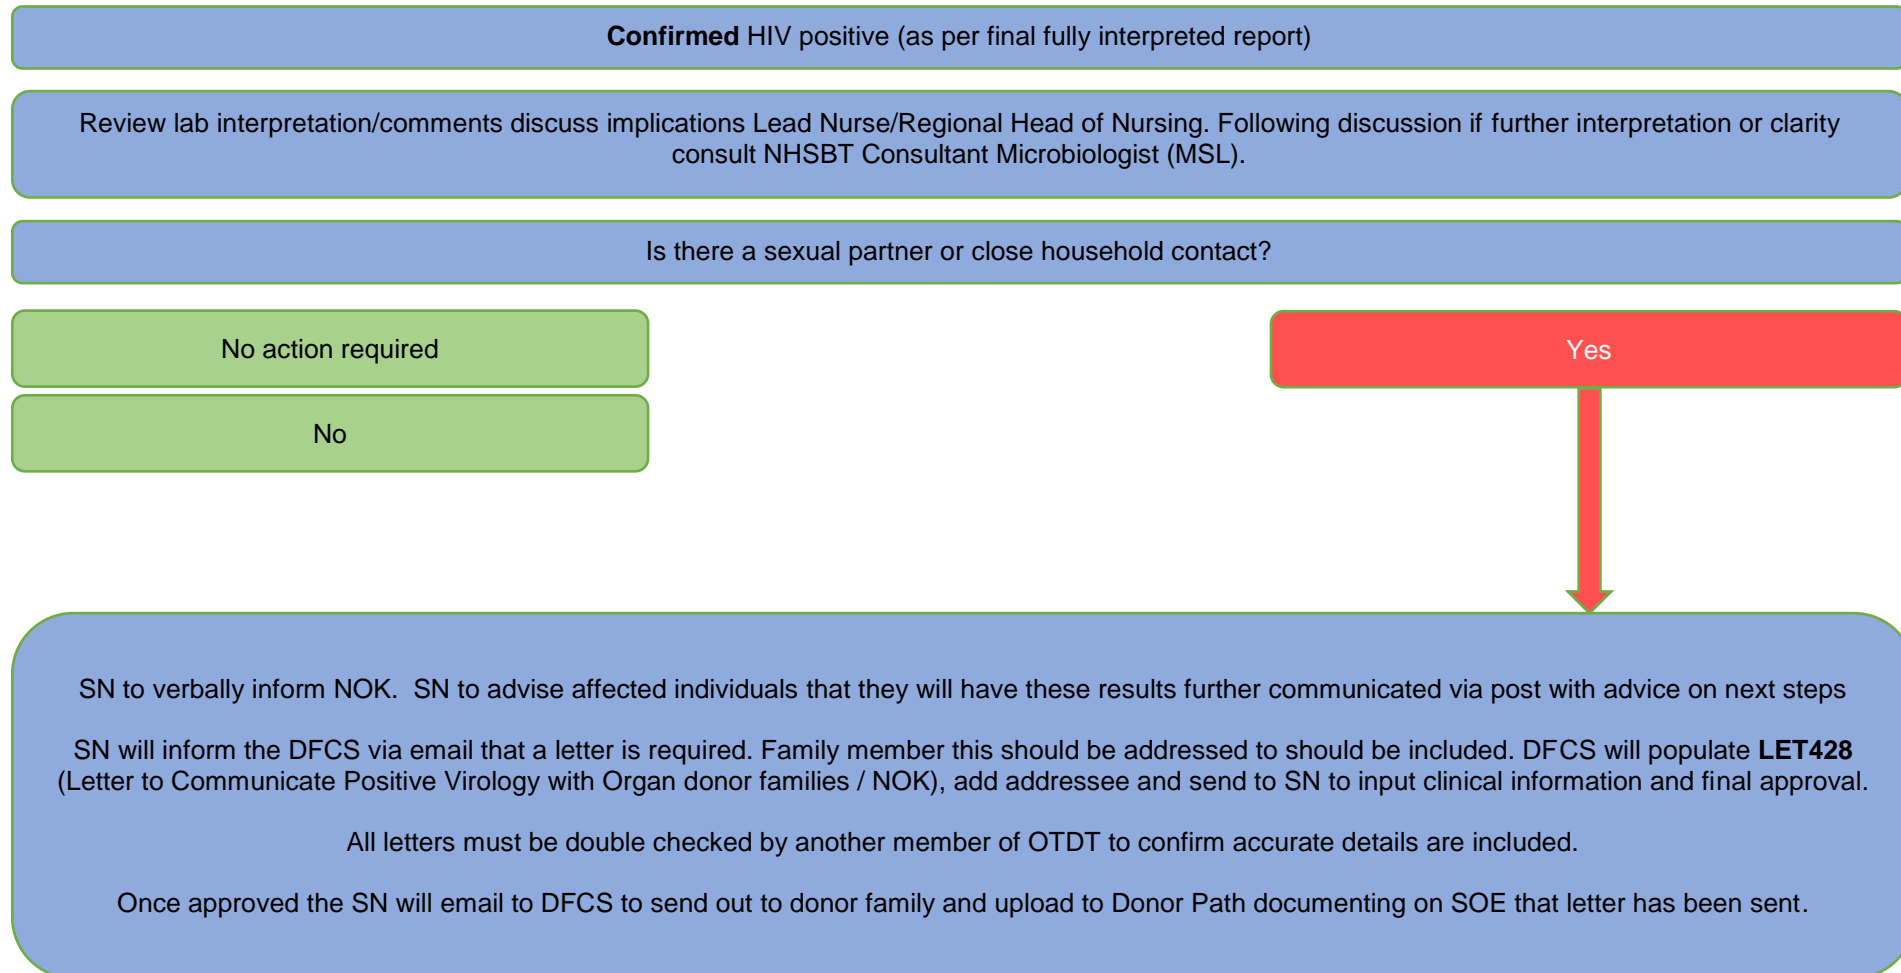 Confirmed HIV positive (as per final fully interpreted report)
Review lab interpretation/comments discuss implications Lead Nurse/Regional Head of Nursing. Following discussion if further interpretation or clarity
consult NHSBT Consultant Microbiologist (MSL).
Is there a sexual partner or close household contact?
No action required
Yes
No
SN to verbally inform NOK.  SN to advise affected individuals that they will have these results further communicated via post with advice on next steps
SN will inform the DFCS via email that a letter is required. Family member this should be addressed to should be included. DFCS will populate LET428
(Letter to Communicate Positive Virology with Organ donor families / NOK), add addressee and send to SN to input clinical information and final approval.
All letters must be double checked by another member of OTDT to confirm accurate details are included.
Once approved the SN will email to DFCS to send out to donor family and upload to Donor Path documenting on SOE that letter has been sent.